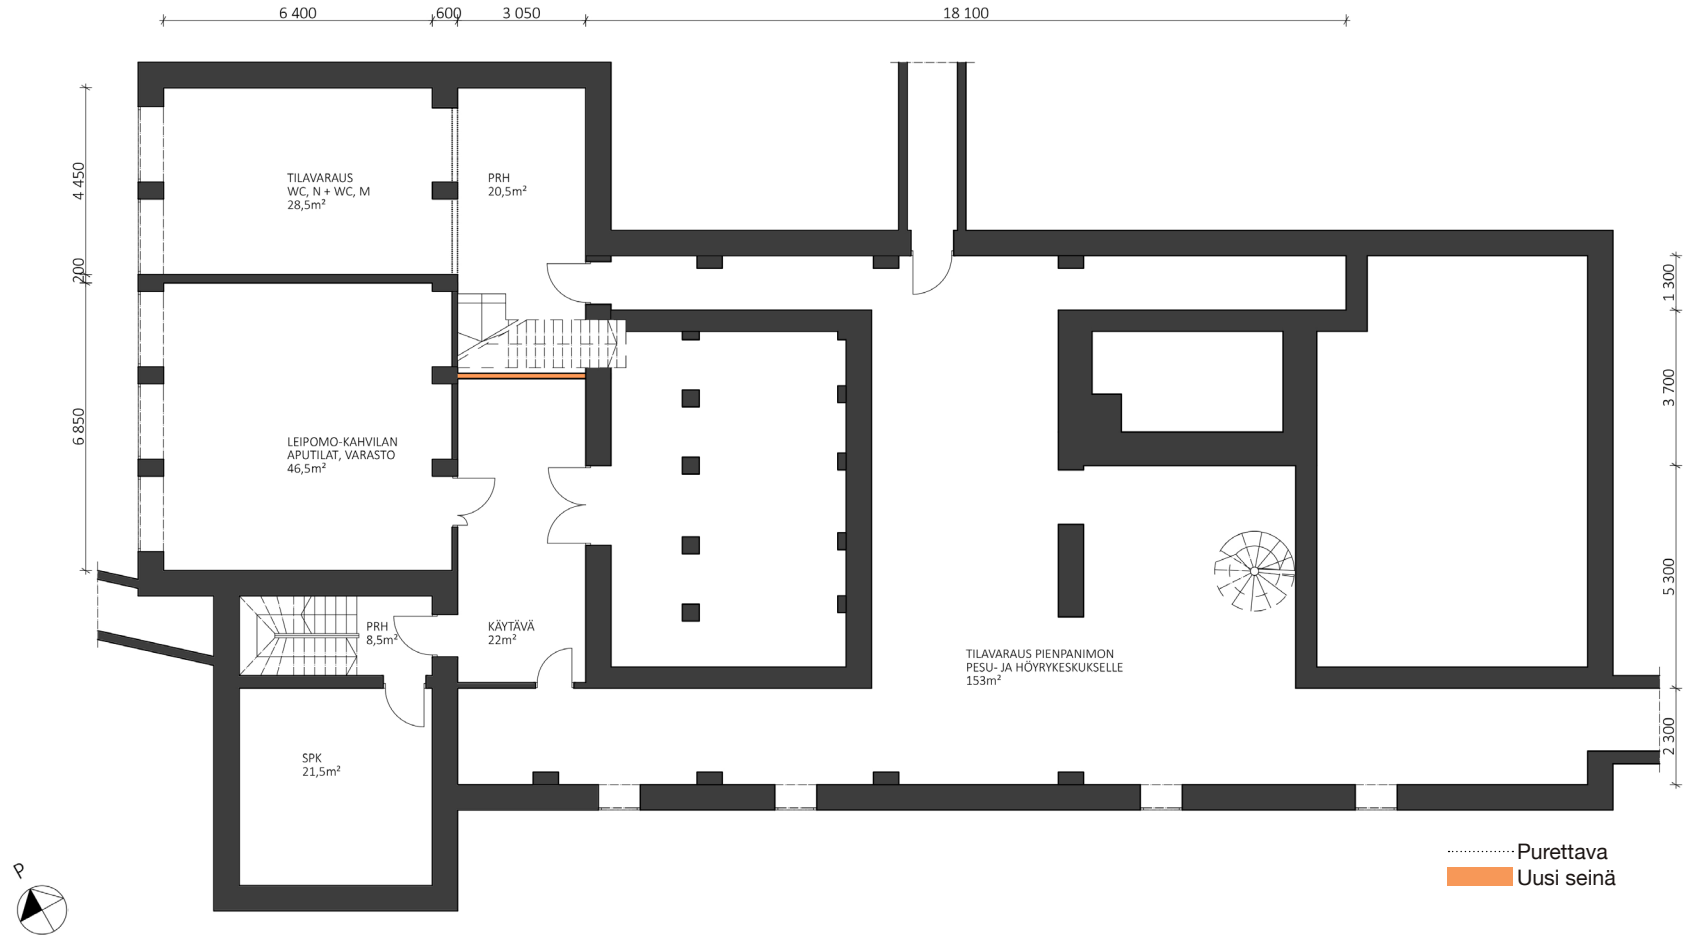 6 400
600
3 050
18 100
4 450
200
6 850
TILAVARAUS
WC, N + WC, M
28,5m²
PRH
20,5m²
LEIPOMO-KAHVILAN
APUTILAT, VARASTO
46,5m²
PRH
8,5m²
KÄYTÄVÄ
22m²
SPK
21,5m²
TILAVARAUS PIENPANIMON
PESU- JA HÖYRYKESKUKSELLE
153m²
1 300
3 700
5 300
2 300
Purettava
Uusi seinä
P